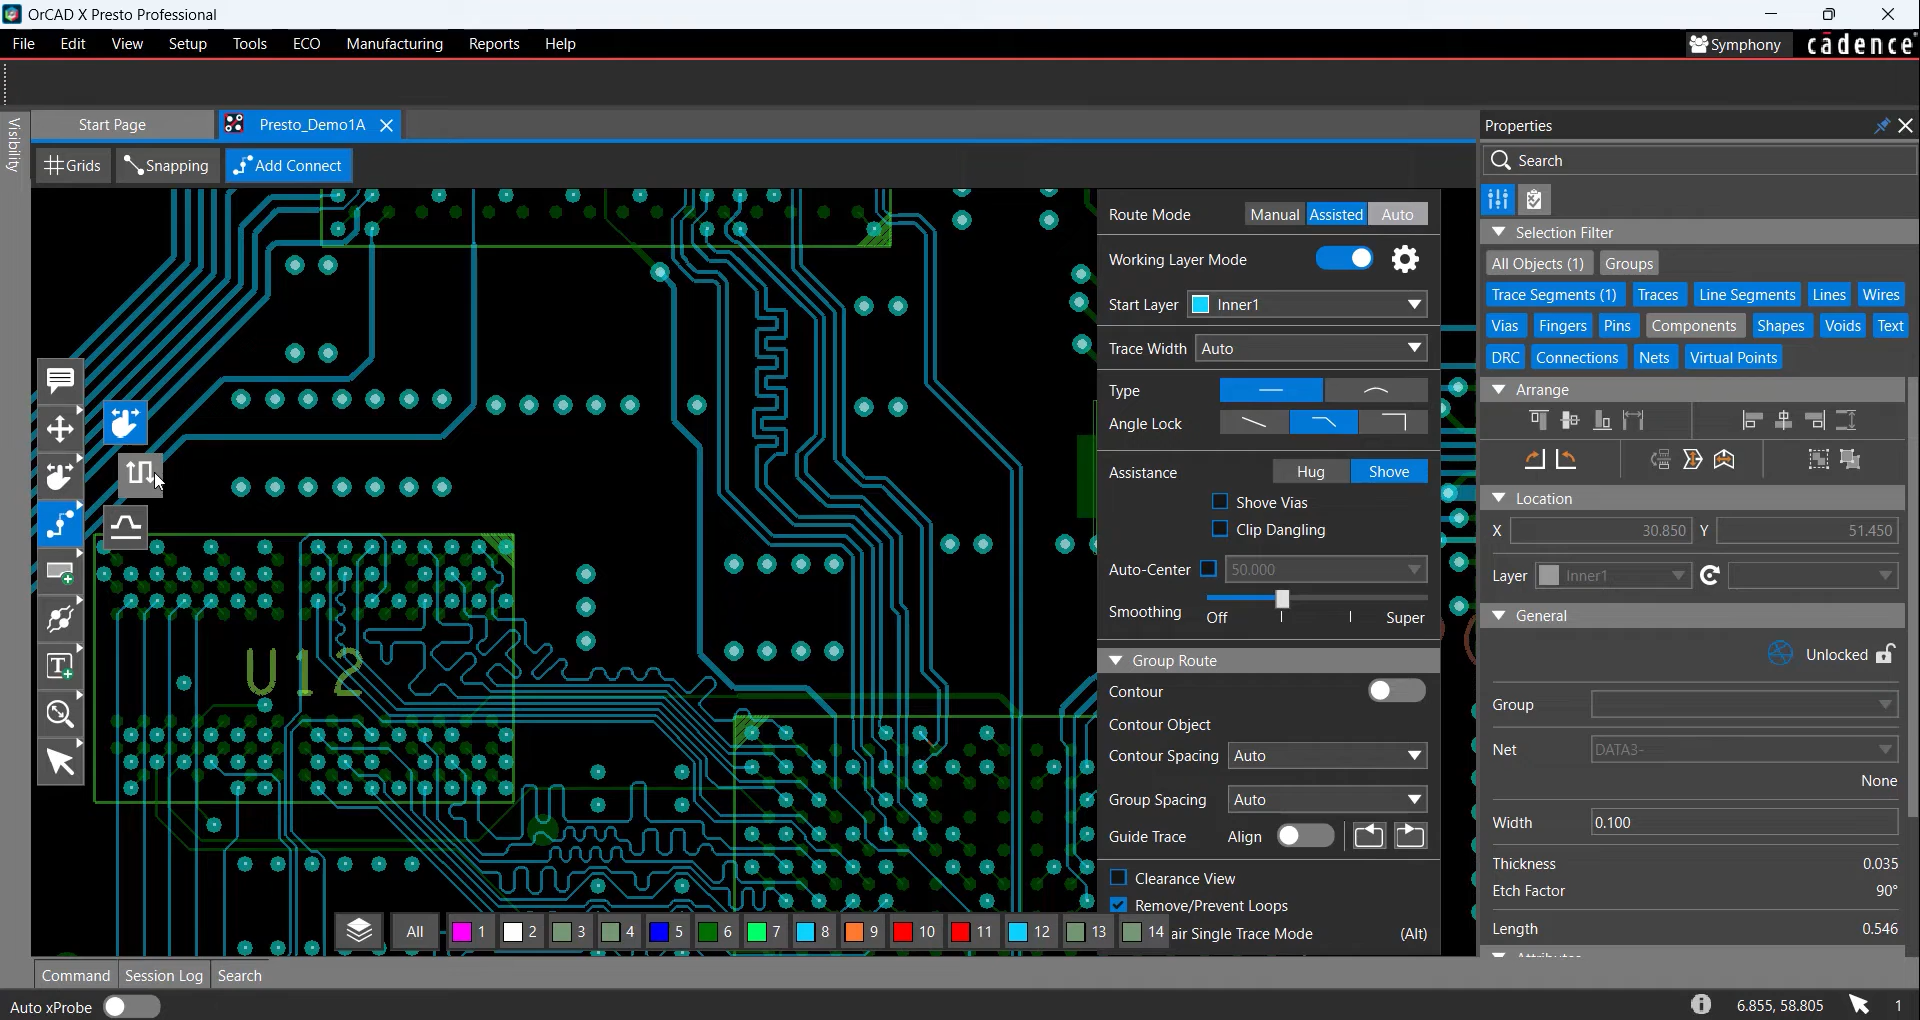 OrCAD X Presto Professional
File Edit View Setup Tools ECO Manufacturing Reports Help
Symphony cādence
Visibility
Start Page
Presto_Demo1A
Grids
Snapping
Add Connect
Route Mode Manual Assisted Auto
Working Layer Mode
Start Layer Inner1
Trace Width Auto
Type
Angle Lock
Assistance Hug Shove
Shove Vias
Clip Dangling
Auto-Center 50.000
Smoothing Off Super
Group Route
Contour
Contour Object
Contour Spacing Auto
Group Spacing Auto
Guide Trace Align
Clearance View
Remove/Prevent Loops
air Single Trace Mode (Alt)
U12
All 1 2 3 4 5 6 7 8 9 10 11 12 13 14
Properties
Search
Selection Filter
All Objects (1) Groups
Trace Segments (1) Traces Line Segments Lines Wires
Vias Fingers Pins Components Shapes Voids Text
DRC Connections Nets Virtual Points
Arrange
Location
X 30.850 Y 51.450
Layer Inner1
General
Unlocked
Group
Net DATA3-
None
Width 0.100
Thickness 0.035
Etch Factor 90°
Length 0.546
Command Session Log Search
Auto xProbe
6.855, 58.805 1